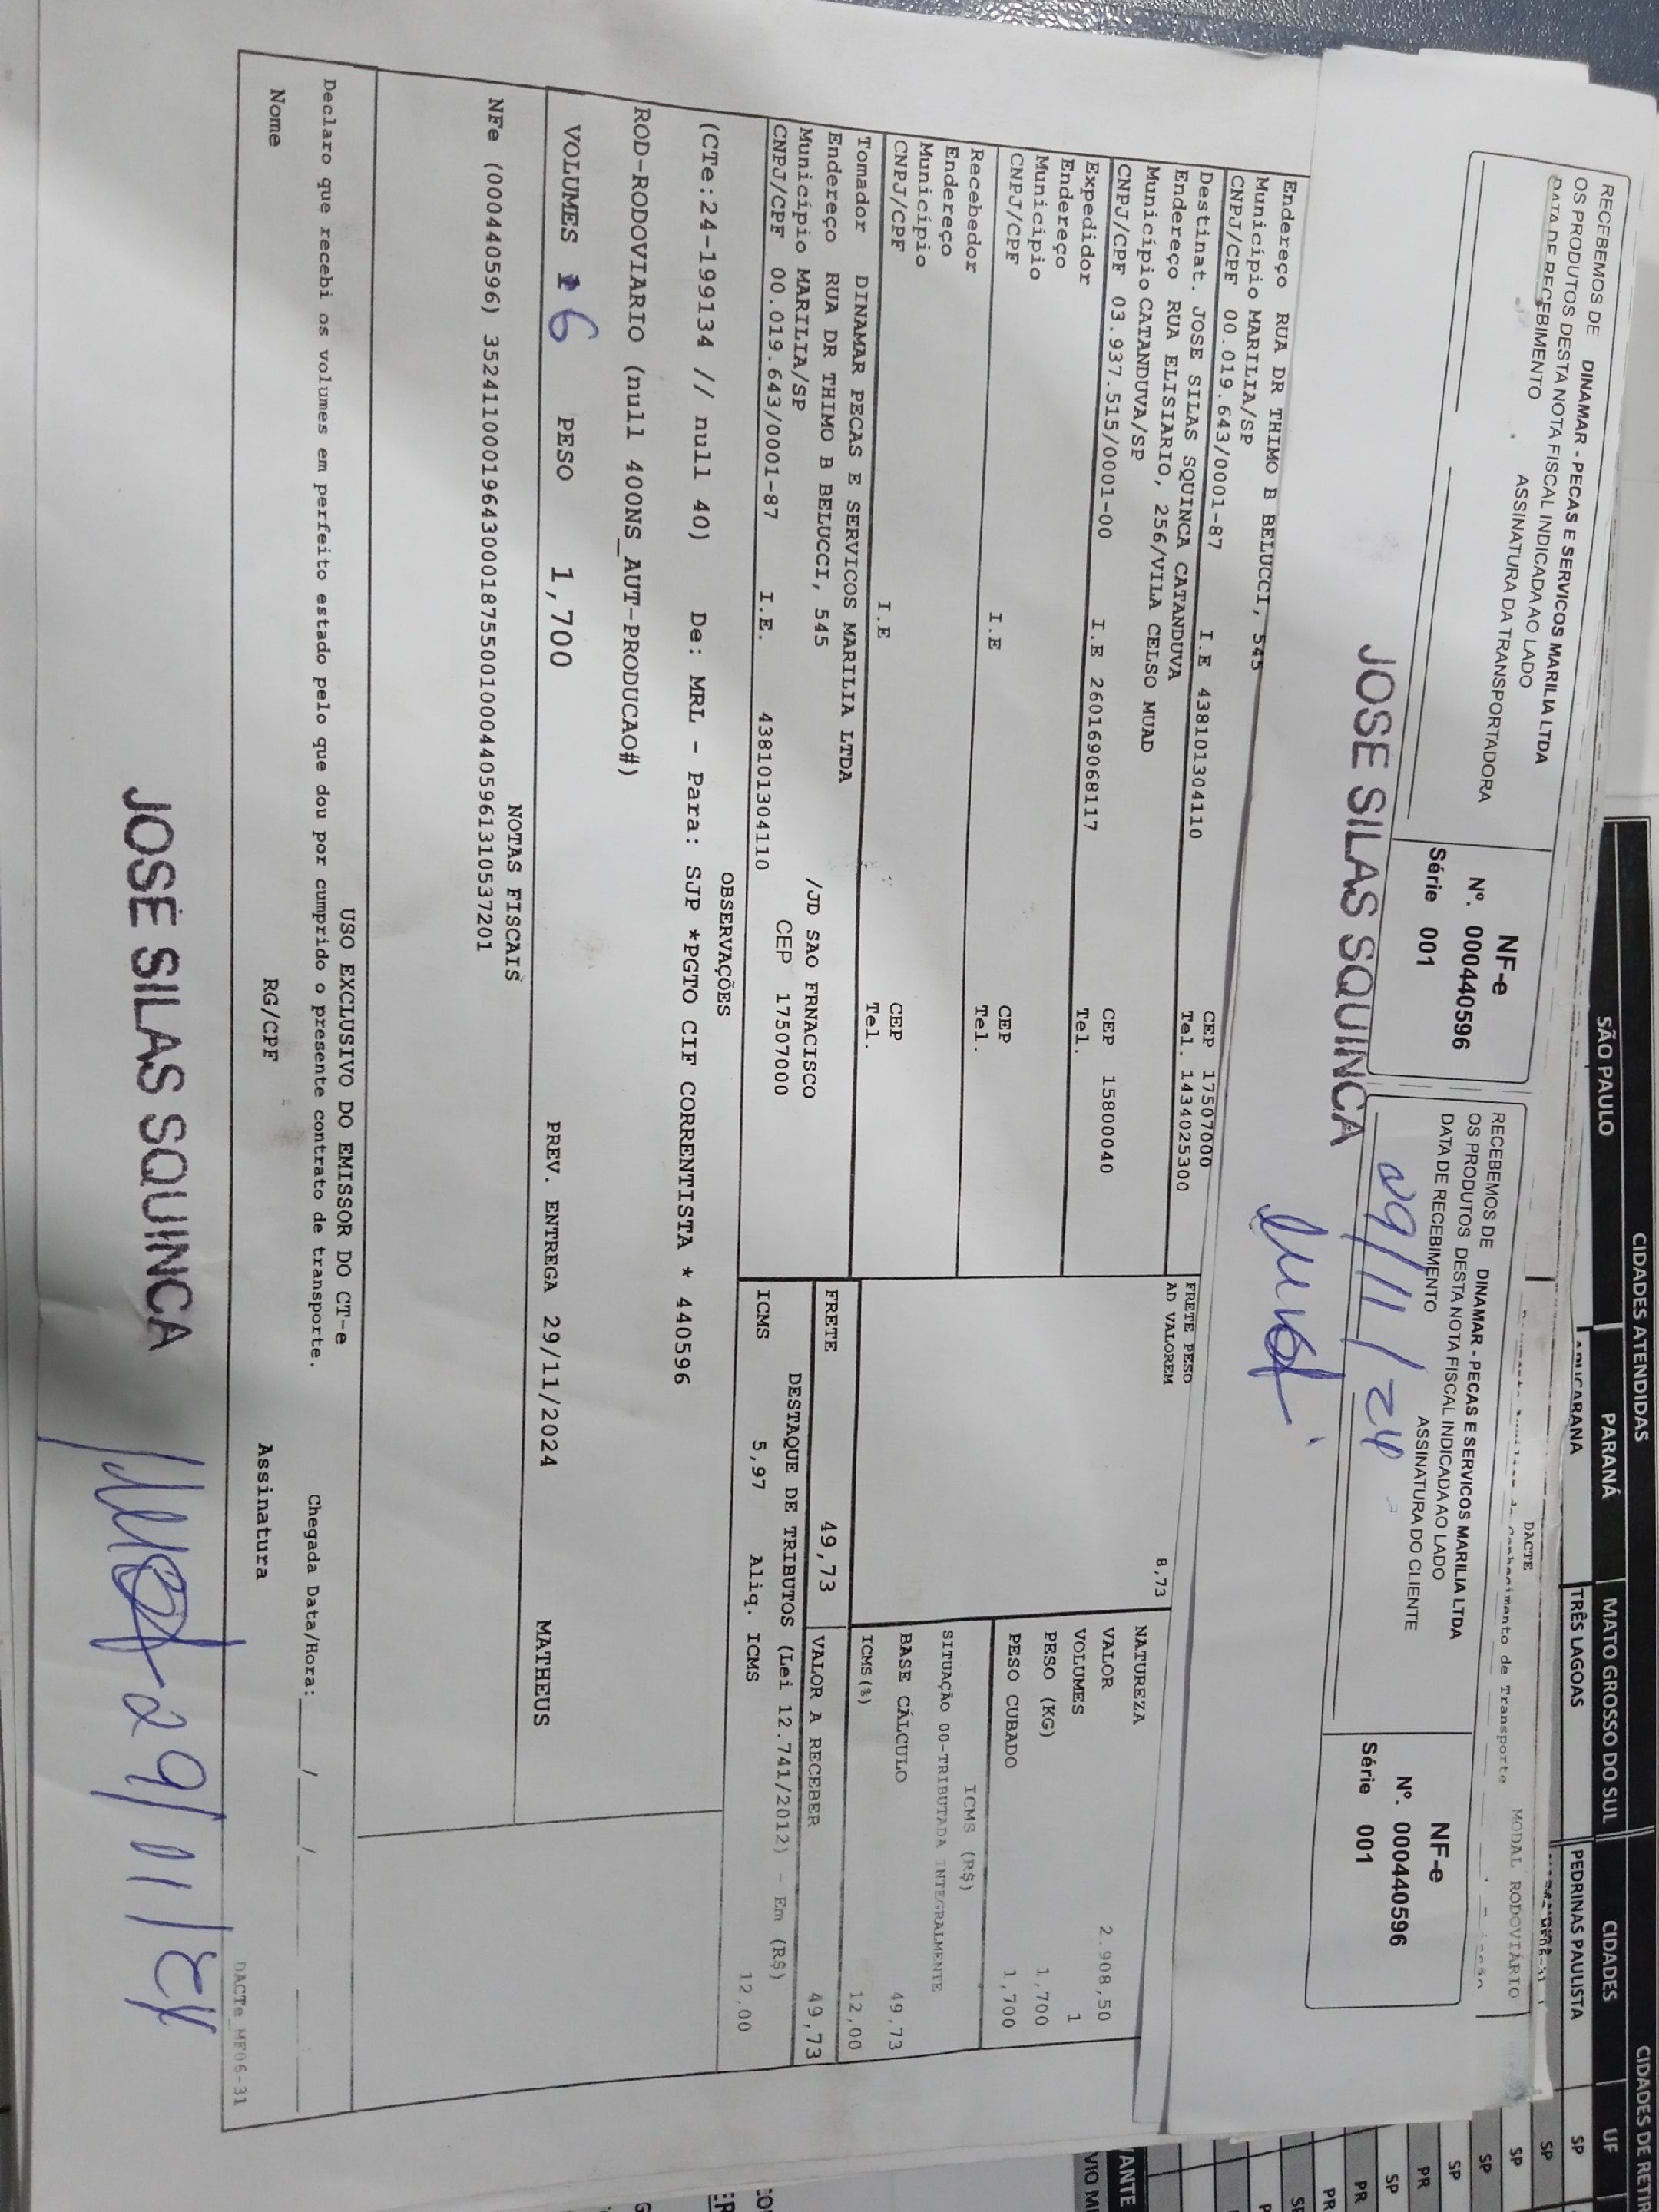 CIDADES ATENDIDAS
CIDADES DE RETIR
SÃO PAULO
PARANÁ
MATO GROSSO DO SUL
CIDADES
UF
APUCARANA
TRÊS LAGOAS
PEDRINAS PAULISTA
SP
SP
SP
SP
PR
SP
PR
PR
RECEBEMOS DE DINAMAR - PECAS E SERVICOS MARILIA LTDA
OS PRODUTOS DESTA NOTA FISCAL INDICADA AO LADO
DATA DE RECEBIMENTO
ASSINATURA DA TRANSPORTADORA
NF-e
Nº. 000440596
Série 001
JOSE SILAS SQUINCA
DACTE
MODAL RODOVIÁRIO
RECEBEMOS DE DINAMAR - PECAS E SERVICOS MARILIA LTDA
OS PRODUTOS DESTA NOTA FISCAL INDICADA AO LADO
DATA DE RECEBIMENTO
ASSINATURA DO CLIENTE
29/11/24
NF-e
Nº. 000440596
Série 001
Endereço RUA DR THIMO B BELUCCI, 545
Município MARILIA/SP CEP 17507000
CNPJ/CPF 00.019.643/0001-87 I.E 438101304110 Tel. 1434025300
Destinat. JOSE SILAS SQUINCA CATANDUVA
Endereço RUA ELISIARIO, 256/VILA CELSO MUAD
Município CATANDUVA/SP CEP 15800040
CNPJ/CPF 03.937.515/0001-00 I.E 260169068117 Tel.
Expedidor
Endereço
Município CEP
CNPJ/CPF I.E Tel.
Recebedor
Endereço
Município CEP
CNPJ/CPF I.E Tel.
Tomador DINAMAR PECAS E SERVICOS MARILIA LTDA
Endereço RUA DR THIMO B BELUCCI, 545 /JD SAO FRNACISCO
Município MARILIA/SP CEP 17507000
CNPJ/CPF 00.019.643/0001-87 I.E. 438101304110
FRETE PESO
AD VALOREM 8,73
NATUREZA
VALOR 2.908,50
VOLUMES 1
PESO (KG) 1,700
PESO CUBADO 1,700
ICMS (R$)
SITUAÇÃO 00-TRIBUTADA INTEGRALMENTE
BASE CÁLCULO 49,73
ICMS(%) 12,00
FRETE 49,73
VALOR A RECEBER 49,73
DESTAQUE DE TRIBUTOS (Lei 12.741/2012) - Em (R$)
ICMS 5,97 Aliq. ICMS 12,00
OBSERVAÇÕES
(CTe:24-199134 // null 40) De: MRL - Para: SJP *PGTO CIF CORRENTISTA * 440596
ROD-RODOVIARIO (null 400NS_AUT-PRODUCAO#)
VOLUMES 6 PESO 1,700 PREV. ENTREGA 29/11/2024 MATHEUS
NOTAS FISCAIS
NFe (000440596) 35241100019643000187550010004405961310537201
USO EXCLUSIVO DO EMISSOR DO CT-e
Declaro que recebi os volumes em perfeito estado pelo que dou por cumprido o presente contrato de transporte. Chegada Data/Hora:
Nome RG/CPF Assinatura
DACTe_MF06-31
JOSE SILAS SQUINCA
29/11/24